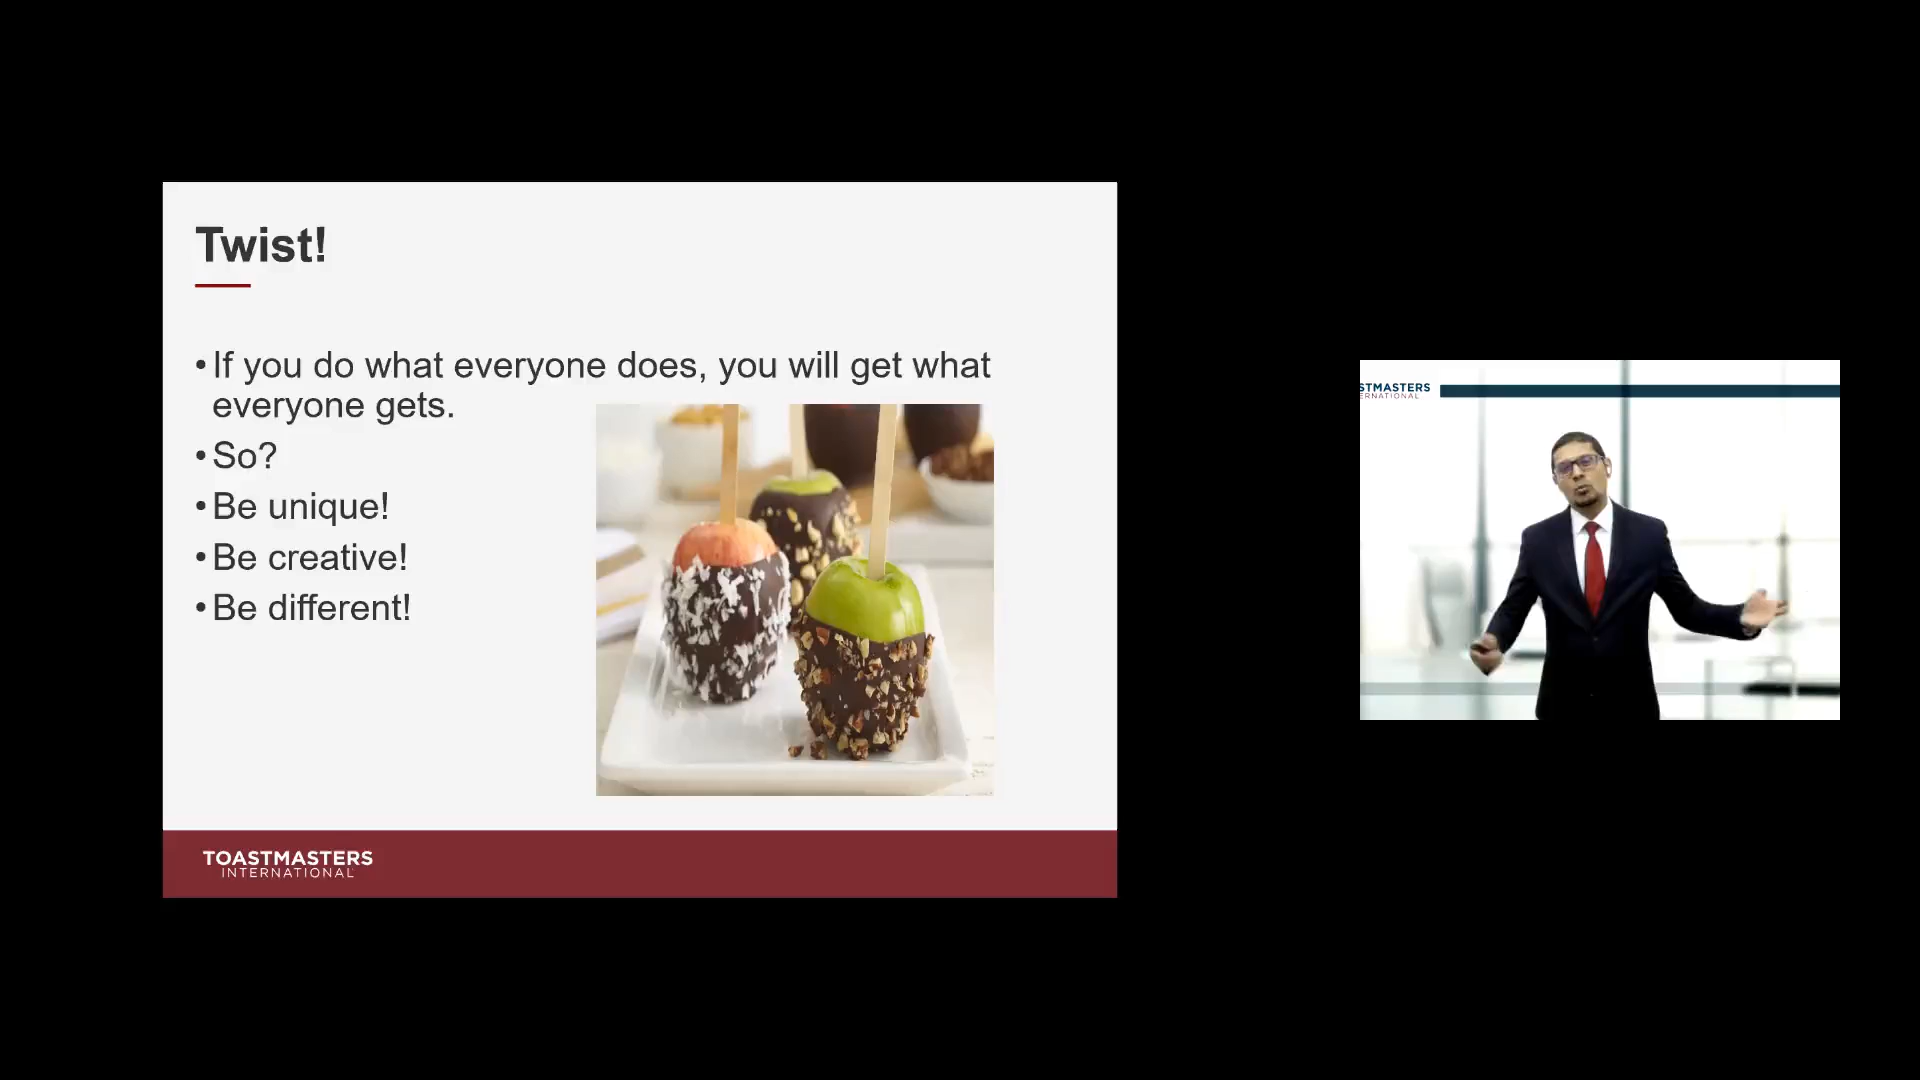 Twist!
• If you do what everyone does, you will get what
everyone gets.
• So?
• Be unique!
• Be creative!
• Be different!
TOASTMASTERS
INTERNATIONAL
STMASTERS
ERNATIONAL